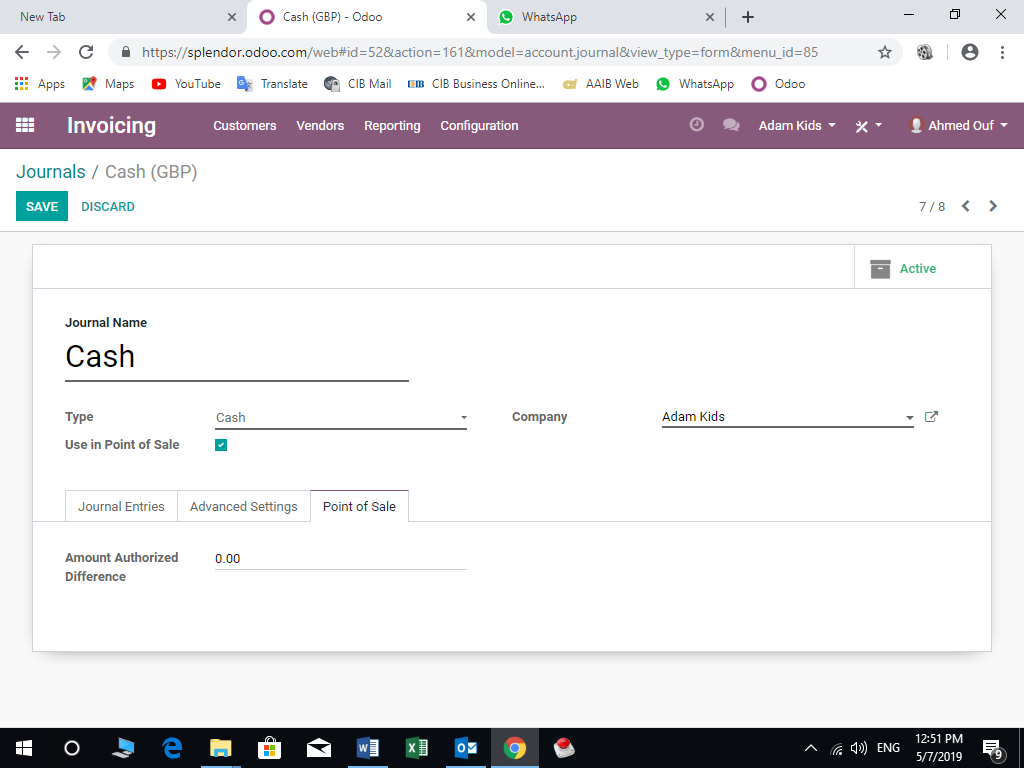 New Tab
Cash (GBP) - Odoo
WhatsApp
https://splendor.odoo.com/web#id=52&action=161&model=account.journal&view_type=form&menu_id=85
Apps Maps YouTube Translate CIB Mail CIB Business Online... AAIB Web WhatsApp Odoo
Invoicing Customers Vendors Reporting Configuration Adam Kids Ahmed Ouf
Journals / Cash (GBP)
SAVE DISCARD 7 / 8
Active
Journal Name
Cash
Type Cash Company Adam Kids
Use in Point of Sale
Journal Entries Advanced Settings Point of Sale
Amount Authorized 0.00
Difference
12:51 PM
ENG
5/7/2019
9